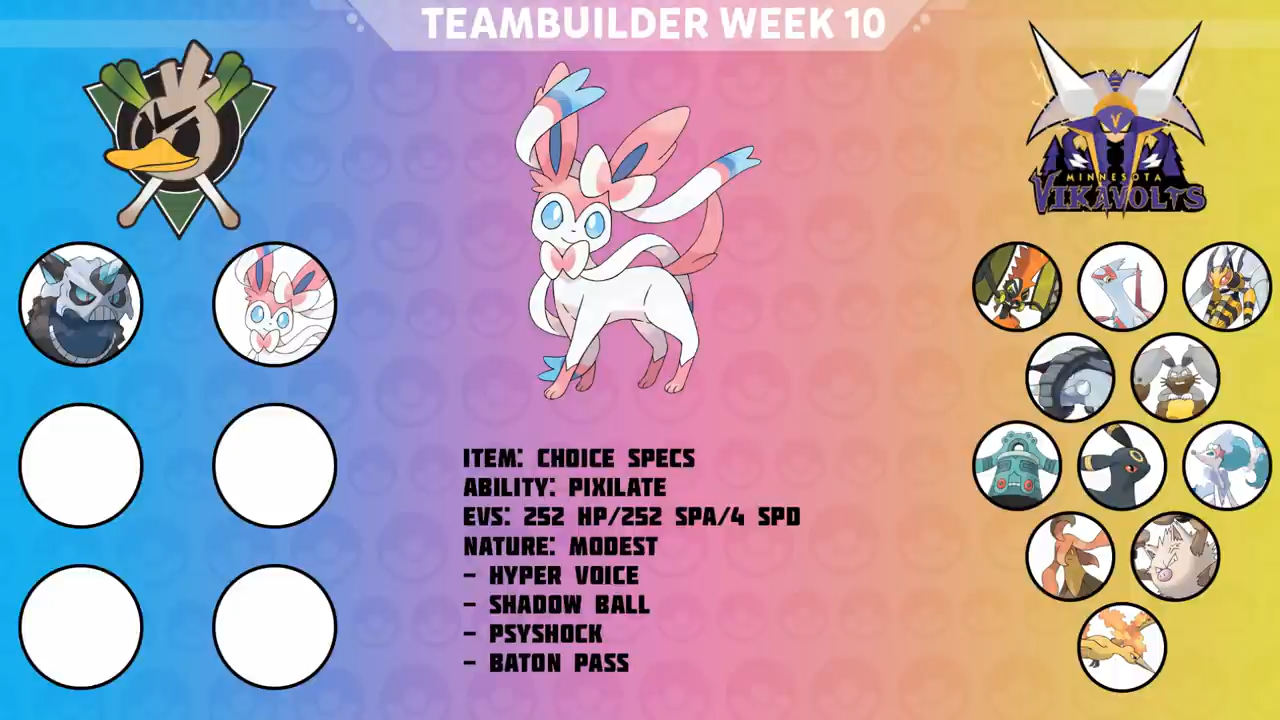 TEAMBUILDER WEEK 10
MINNESOTA
VIKAVOLTS
ITEM: CHOICE SPECS
ABILITY: PIXILATE
EVS: 252 HP/252 SPA/4 SPD
NATURE: MODEST
- HYPER VOICE
- SHADOW BALL
- PSYSHOCK
- BATON PASS